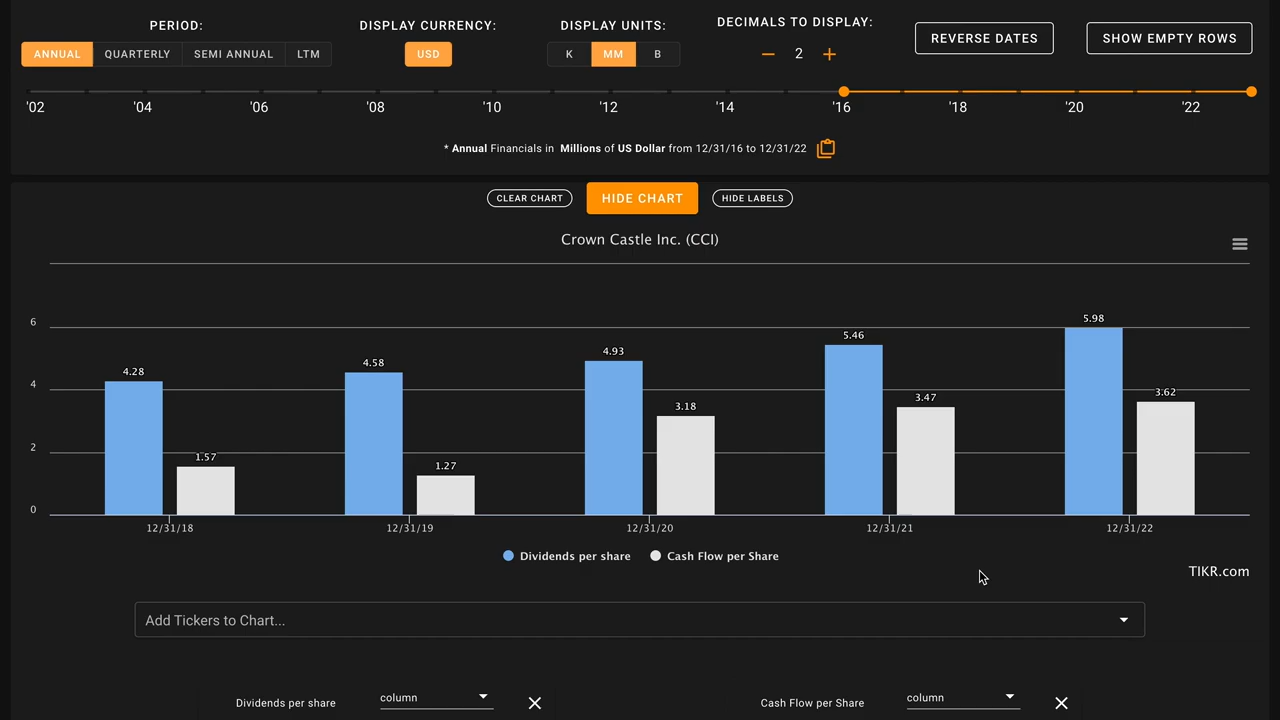 PERIOD: DISPLAY CURRENCY: DISPLAY UNITS: DECIMALS TO DISPLAY:
ANNUAL QUARTERLY SEMI ANNUAL LTM USD K MM B 2 REVERSE DATES SHOW EMPTY ROWS
'02 '04 '06 '08 '10 '12 '14 '16 '18 '20 '22
* Annual Financials in Millions of US Dollar from 12/31/16 to 12/31/22
CLEAR CHART HIDE CHART HIDE LABELS
Crown Castle Inc. (CCI)
6
4
2
0
4.28 1.57 4.58 1.27 4.93 3.18 5.46 3.47 5.98 3.62
12/31/18 12/31/19 12/31/20 12/31/21 12/31/22
Dividends per share Cash Flow per Share
TIKR.com
Add Tickers to Chart...
Dividends per share column Cash Flow per Share column